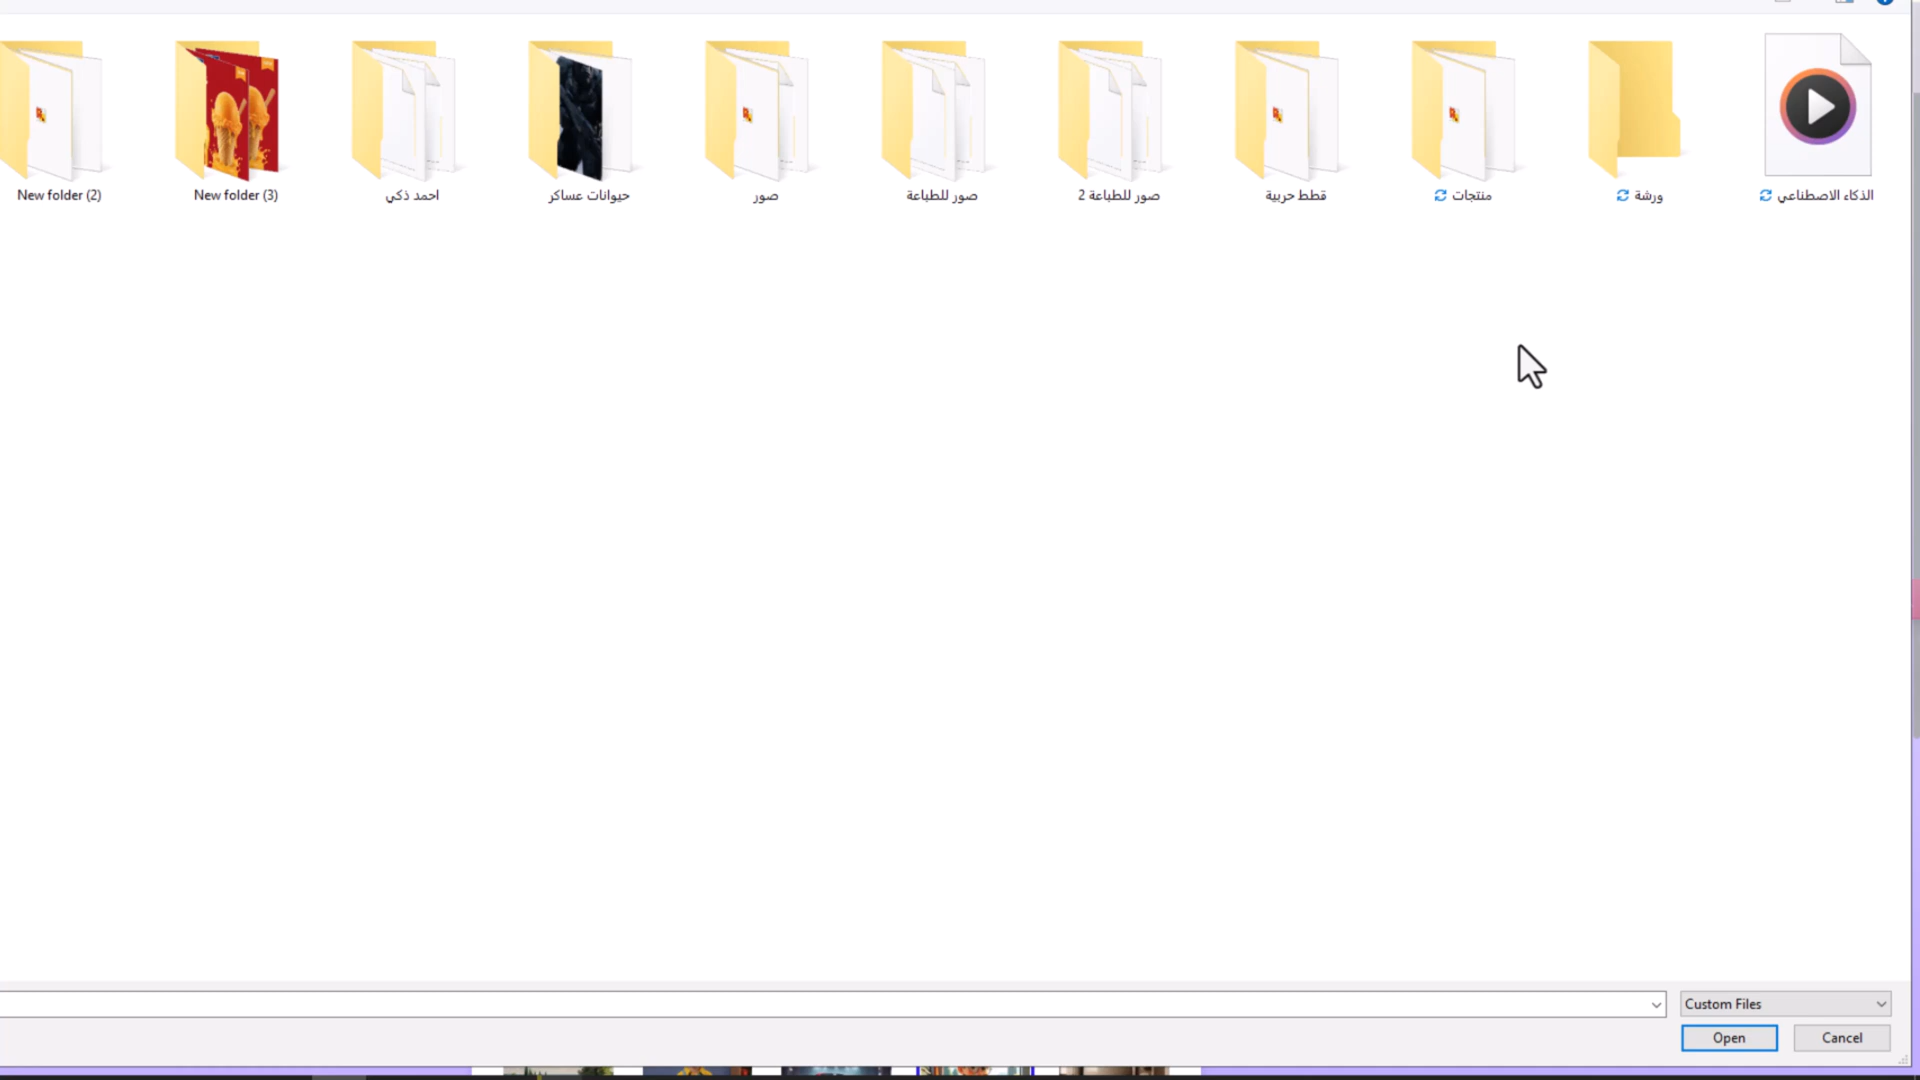 New folder (2)
New folder (3)
احمد ذكي
حيوانات عساكر
صور
صور للطباعة
صور للطباعة 2
قطط حربية
منتجات
ورشة
الذكاء الاصطناعي
Custom Files
Open
Cancel